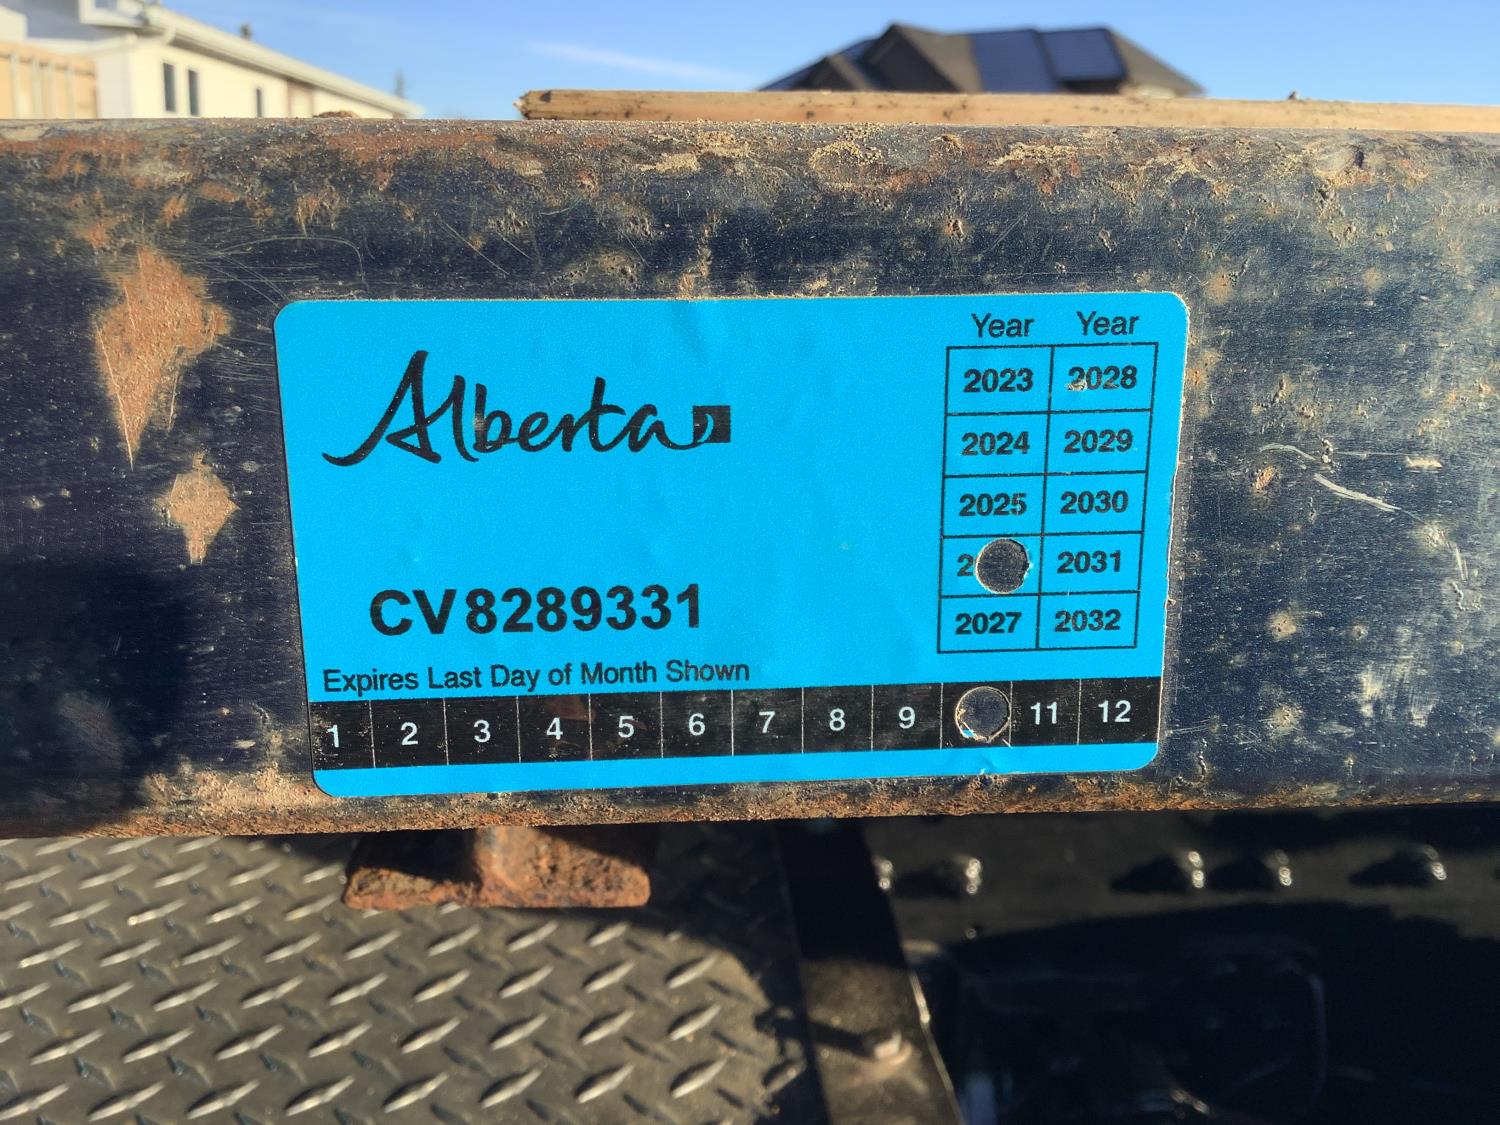 Alberta
Year Year
2023 2028
2024 2029
2025 2030
2 2031
2027 2032
CV8289331
Expires Last Day of Month Shown
1 2 3 4 5 6 7 8 9 11 12